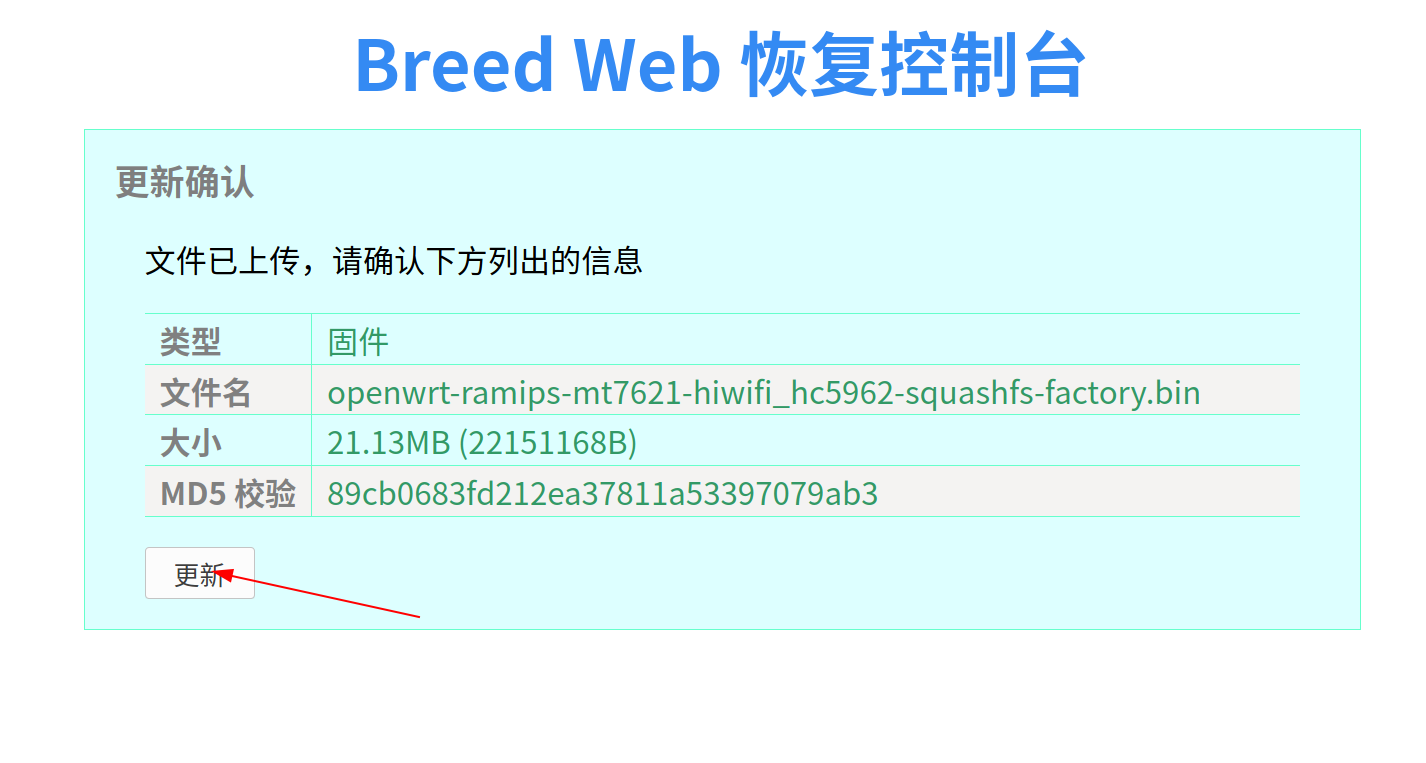 Breed Web 恢复控制台
更新确认
文件已上传，请确认下方列出的信息
类型 固件
文件名 openwrt-ramips-mt7621-hiwifi_hc5962-squashfs-factory.bin
大小 21.13MB (22151168B)
MD5 校验 89cb0683fd212ea37811a53397079ab3
更新